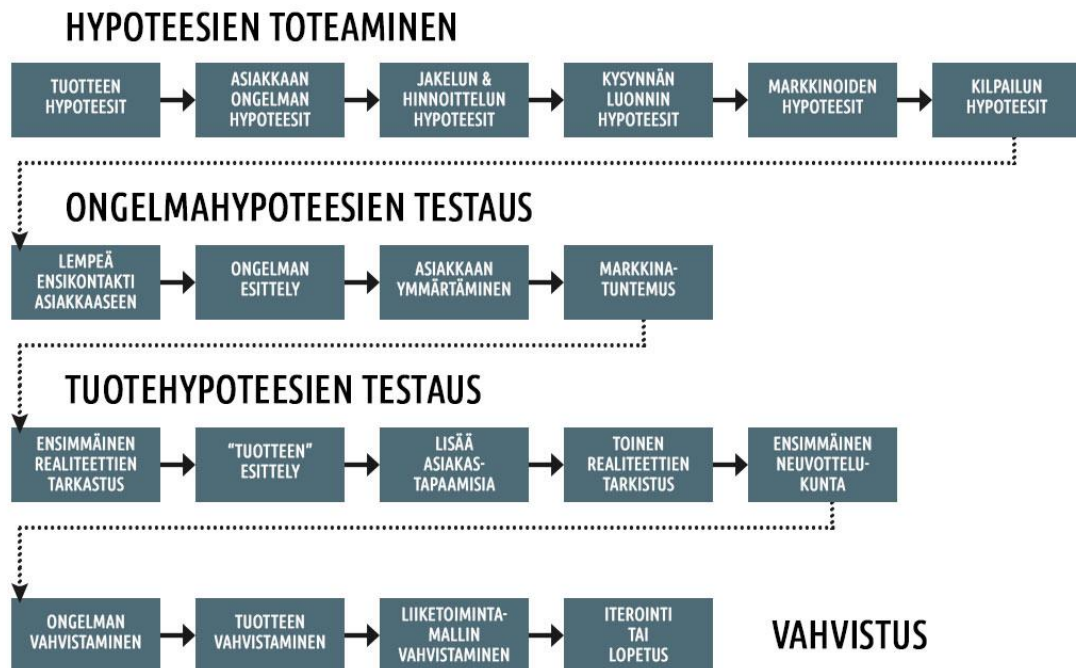 HYPOTEESIEN TOTEAMINEN
TUOTTEEN
HYPOTEESIT
ASIAKKAAN
ONGELMAN
HYPOTEESIT
JAKELUN &
HINNOITTELUN
HYPOTEESIT
KYSYNNÄN
LUONNIN
HYPOTEESIT
MARKKINOIDEN
HYPOTEESIT
KILPAILUN
HYPOTEESIT
ONGELMAHYPOTEESIEN TESTAUS
LEMPEÄ
ENSIKONTAKTI
ASIAKKAASEEN
ONGELMAN
ESITTELY
ASIAKKAAN
YMMÄRTÄMINEN
MARKKINA-
TUNTEMUS
TUOTEHYPOTEESIEN TESTAUS
ENSIMMÄINEN
REALITEETTIEN
TARKASTUS
"TUOTTEEN"
ESITTELY
LISÄÄ
ASIAKAS-
TAPAAMISIA
TOINEN
REALITEETTIEN
TARKISTUS
ENSIMMÄINEN
NEUVOTTELU-
KUNTA
ONGELMAN
VAHVISTAMINEN
TUOTTEEN
VAHVISTAMINEN
LIIKETOIMINTA-
MALLIN
VAHVISTAMINEN
ITEROINTI
TAI
LOPETUS
VAHVISTUS